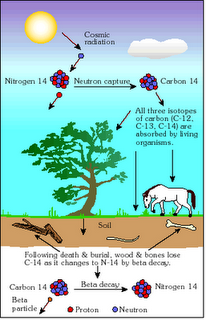 Cosmic
radiation
Nitrogen 14
Neutron capture
Carbon 14
All three isotopes
of carbon (C-12,
C-13, C-14) are
absorbed by living
organisms.
Soil
Following death & burial, wood & bones lose
C-14 as it changes to N-14 by beta decay.
Carbon 14
Beta decay
Nitrogen 14
Beta
particle
Proton
Neutron